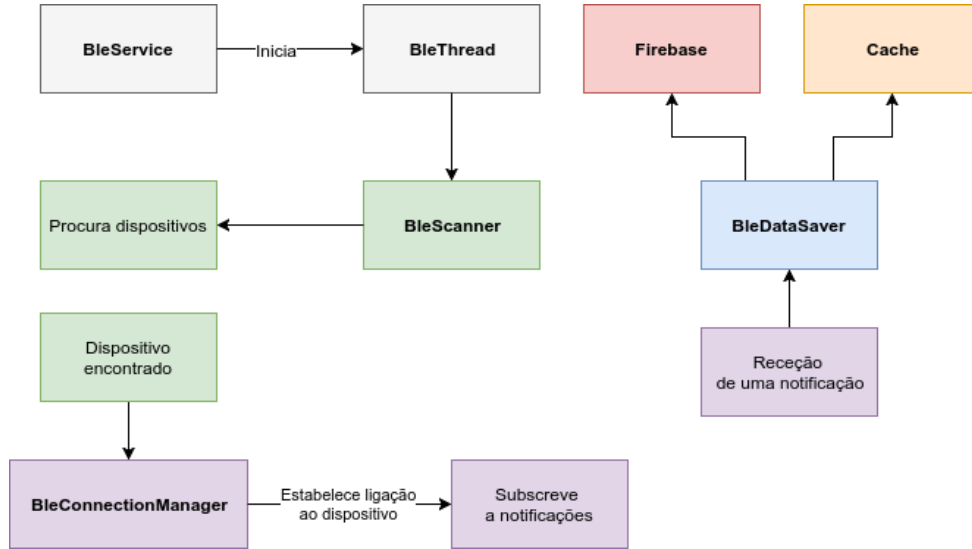 BleService
Inicia
BleThread
Firebase
Cache
Procura dispositivos
BleScanner
BleDataSaver
Dispositivo
encontrado
Receção
de uma notificação
BleConnectionManager
Estabelece ligação
ao dispositivo
Subscreve
a notificações